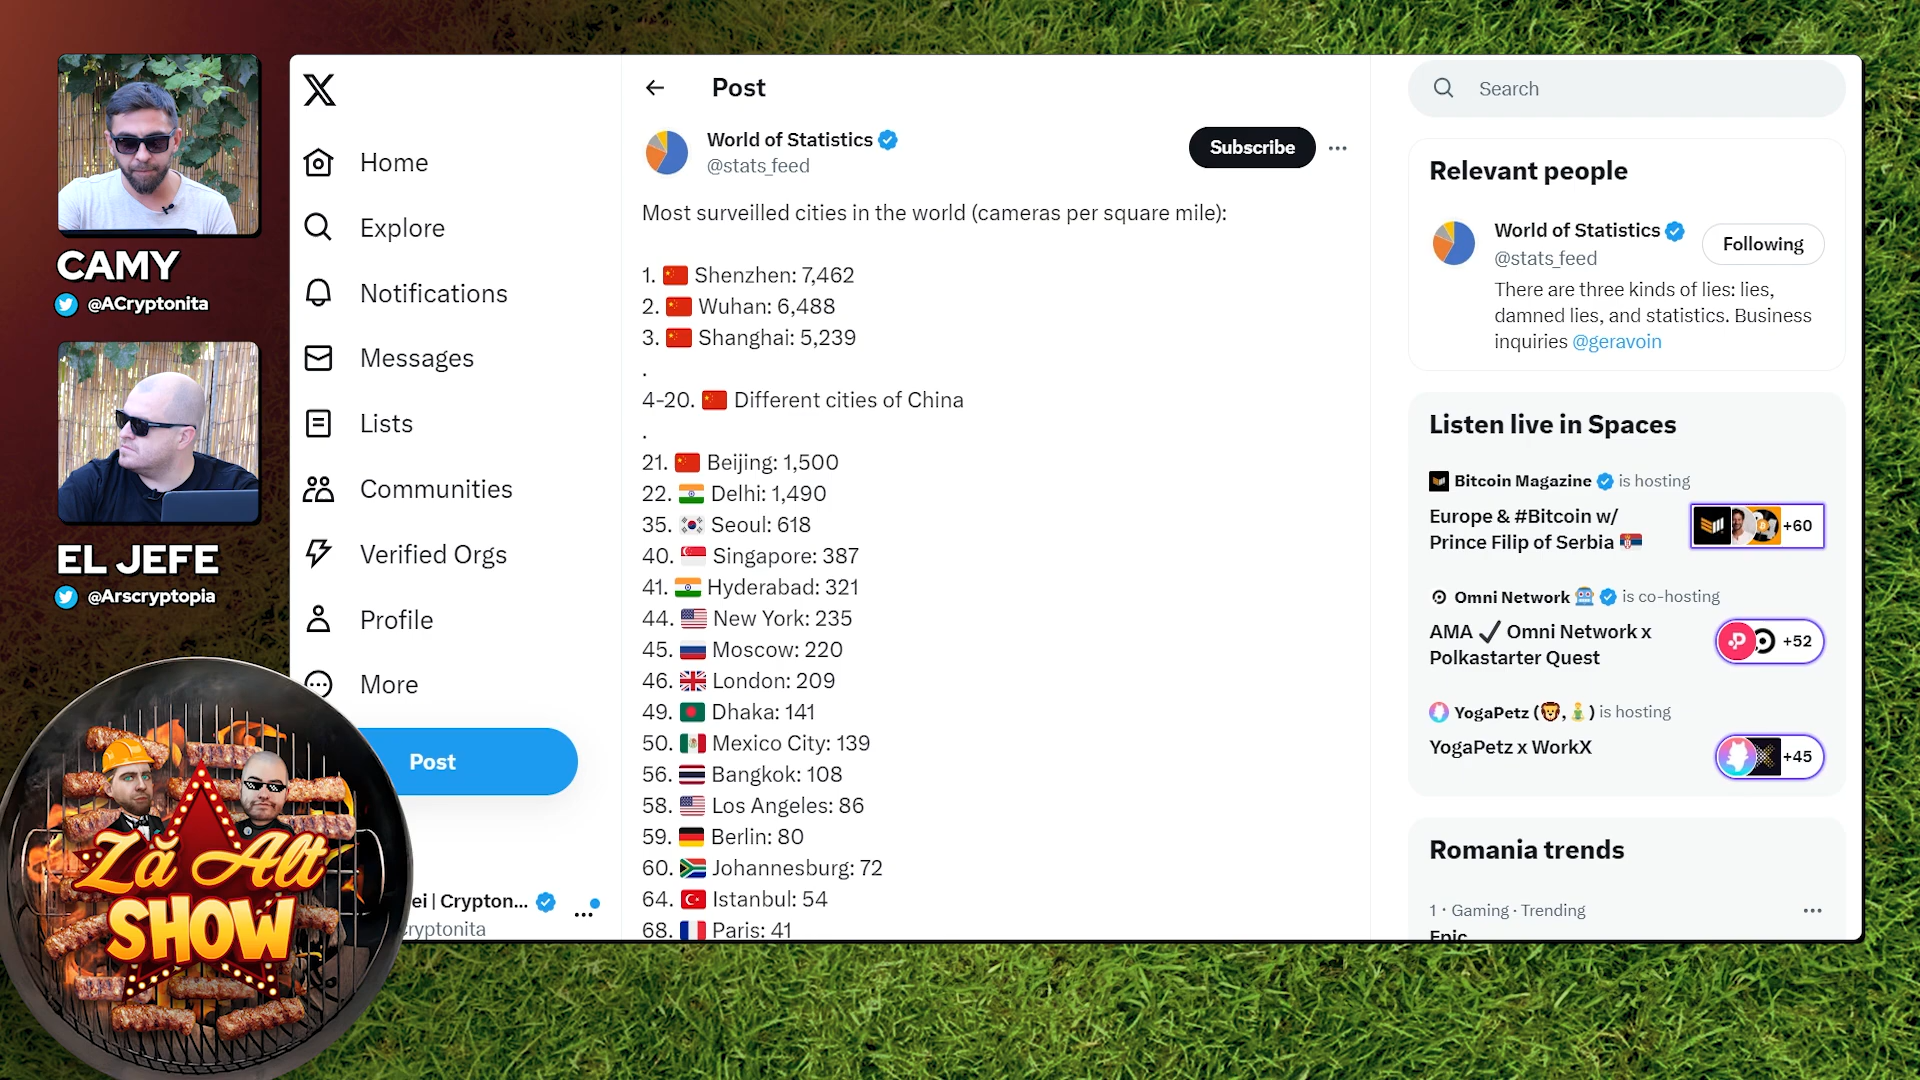 CAMY
@ACryptonita
EL JEFE
@Arscryptopia
Ză Alt
SHOW
X
Home
Explore
Notifications
Messages
Lists
Communities
Verified Orgs
Profile
More
Post
ei | Crypton...
ryptonita
Post
World of Statistics
@stats_feed
Subscribe
Most surveilled cities in the world (cameras per square mile):
1. 🇨🇳 Shenzhen: 7,462
2. 🇨🇳 Wuhan: 6,488
3. 🇨🇳 Shanghai: 5,239
.
4-20. 🇨🇳 Different cities of China
.
21. 🇨🇳 Beijing: 1,500
22. 🇮🇳 Delhi: 1,490
35. 🇰🇷 Seoul: 618
40. 🇸🇬 Singapore: 387
41. 🇮🇳 Hyderabad: 321
44. 🇺🇸 New York: 235
45. 🇷🇺 Moscow: 220
46. 🇬🇧 London: 209
49. 🇧🇩 Dhaka: 141
50. 🇲🇽 Mexico City: 139
56. 🇹🇭 Bangkok: 108
58. 🇺🇸 Los Angeles: 86
59. 🇩🇪 Berlin: 80
60. 🇿🇦 Johannesburg: 72
64. 🇹🇷 Istanbul: 54
68. 🇫🇷 Paris: 41
Search
Relevant people
World of Statistics
@stats_feed
Following
There are three kinds of lies: lies,
damned lies, and statistics. Business
inquiries @geravoin
Listen live in Spaces
Bitcoin Magazine is hosting
Europe & #Bitcoin w/
Prince Filip of Serbia 🇷🇸
+60
Omni Network 🤖 is co-hosting
AMA ✔ Omni Network x
Polkastarter Quest
+52
YogaPetz (🦁,🧘) is hosting
YogaPetz x WorkX
+45
Romania trends
1 · Gaming · Trending
Epic